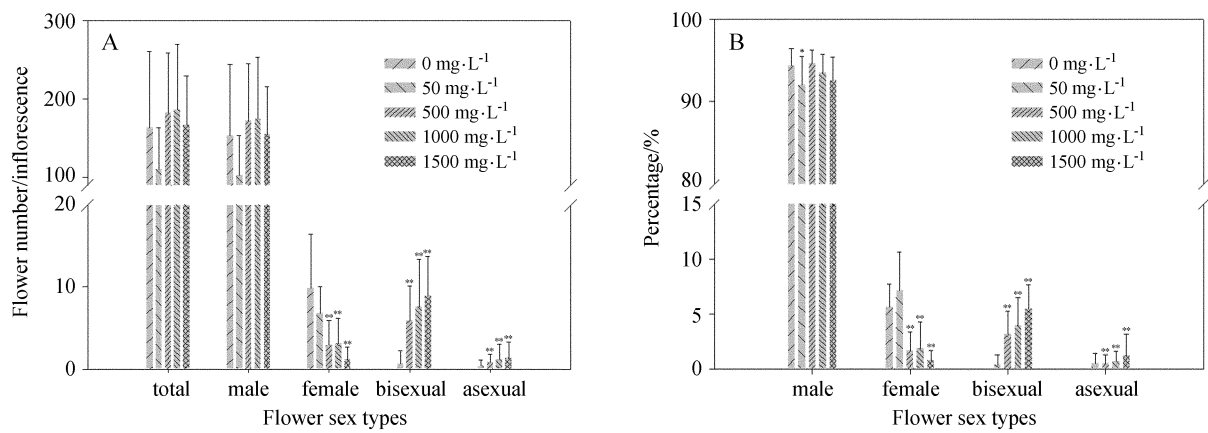 A
Flower number/inflorescence
300
200
100
20
10
0
0 mg·L⁻¹
50 mg·L⁻¹
500 mg·L⁻¹
1000 mg·L⁻¹
1500 mg·L⁻¹
** ** **
** ** **
** ** **
total male female bisexual asexual
Flower sex types
B
Percentage/%
100
90
80
15
10
5
0
0 mg·L⁻¹
50 mg·L⁻¹
500 mg·L⁻¹
1000 mg·L⁻¹
1500 mg·L⁻¹
*
** ** **
** ** **
** ** **
male female bisexual asexual
Flower sex types